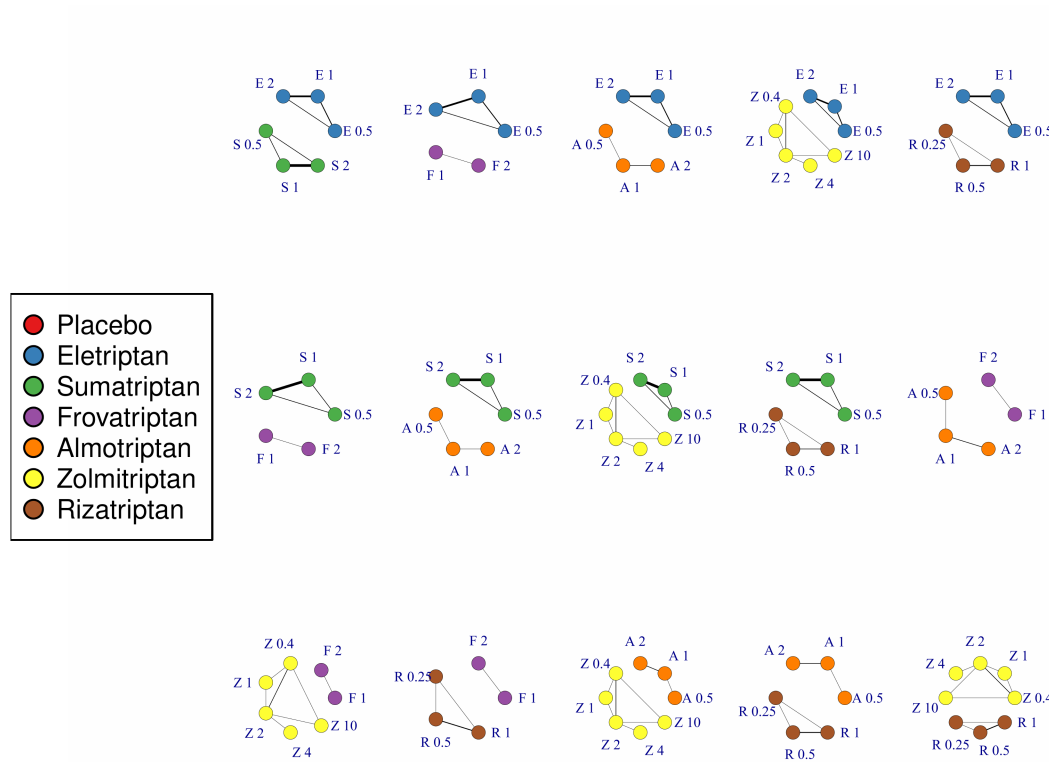 E 2 E 1 E 0.5 S 0.5 S 1 S 2
E 1 E 2 E 0.5 F 1 F 2
E 2 E 1 E 0.5 A 0.5 A 1 A 2
E 2 E 1 E 0.5 Z 0.4 Z 1 Z 2 Z 4 Z 10
E 2 E 1 E 0.5 R 0.25 R 0.5 R 1
Placebo
Eletriptan
Sumatriptan
Frovatriptan
Almotriptan
Zolmitriptan
Rizatriptan
S 1 S 2 S 0.5 F 1 F 2
S 2 S 1 S 0.5 A 0.5 A 1 A 2
S 2 S 1 S 0.5 Z 0.4 Z 1 Z 2 Z 4 Z 10
S 2 S 1 S 0.5 R 0.25 R 0.5 R 1
F 2 F 1 A 0.5 A 1 A 2
Z 0.4 F 2 Z 1 F 1 Z 2 Z 10 Z 4
F 2 R 0.25 F 1 R 0.5 R 1
A 2 A 1 A 0.5 Z 0.4 Z 1 Z 2 Z 4 Z 10
A 2 A 1 A 0.5 R 0.25 R 0.5 R 1
Z 2 Z 4 Z 1 Z 10 Z 0.4 R 1 R 0.25 R 0.5